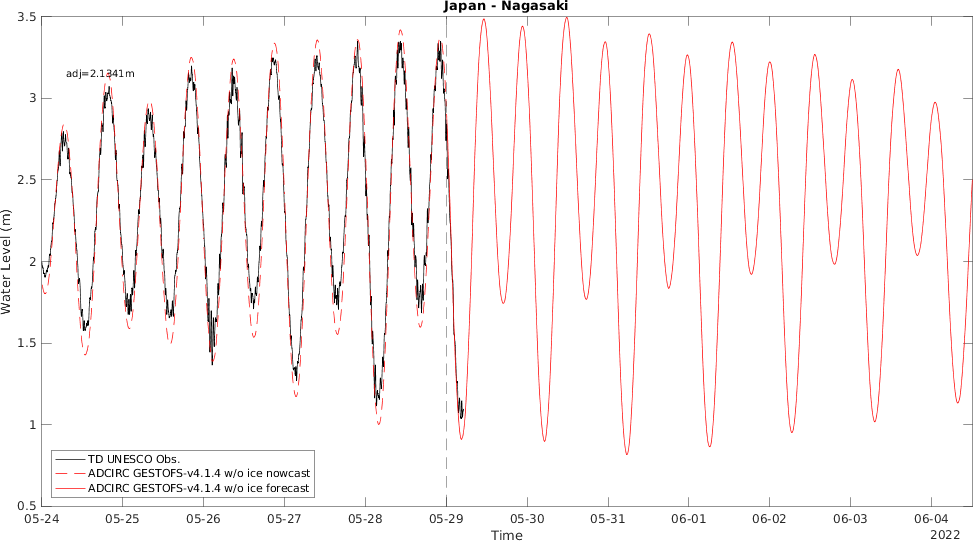 Japan - Nagasaki
3.5
adj=2.1341m
3
2.5
2
1.5
1
0.5
Water Level (m)
TD UNESCO Obs.
ADCIRC GESTOFS-v4.1.4 w/o ice nowcast
ADCIRC GESTOFS-v4.1.4 w/o ice forecast
05-24 05-25 05-26 05-27 05-28 05-29 05-30 05-31 06-01 06-02 06-03 06-04
Time
2022